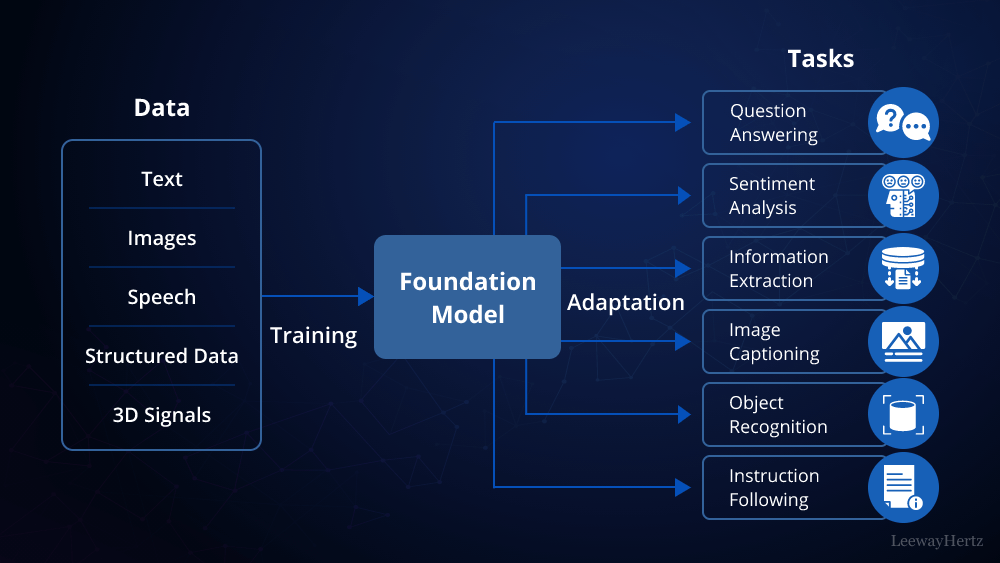 Data
Text
Images
Speech
Structured Data
3D Signals
Training
Foundation
Model
Adaptation
Tasks
Question
Answering
Sentiment
Analysis
Information
Extraction
Image
Captioning
Object
Recognition
Instruction
Following
LeewayHertz